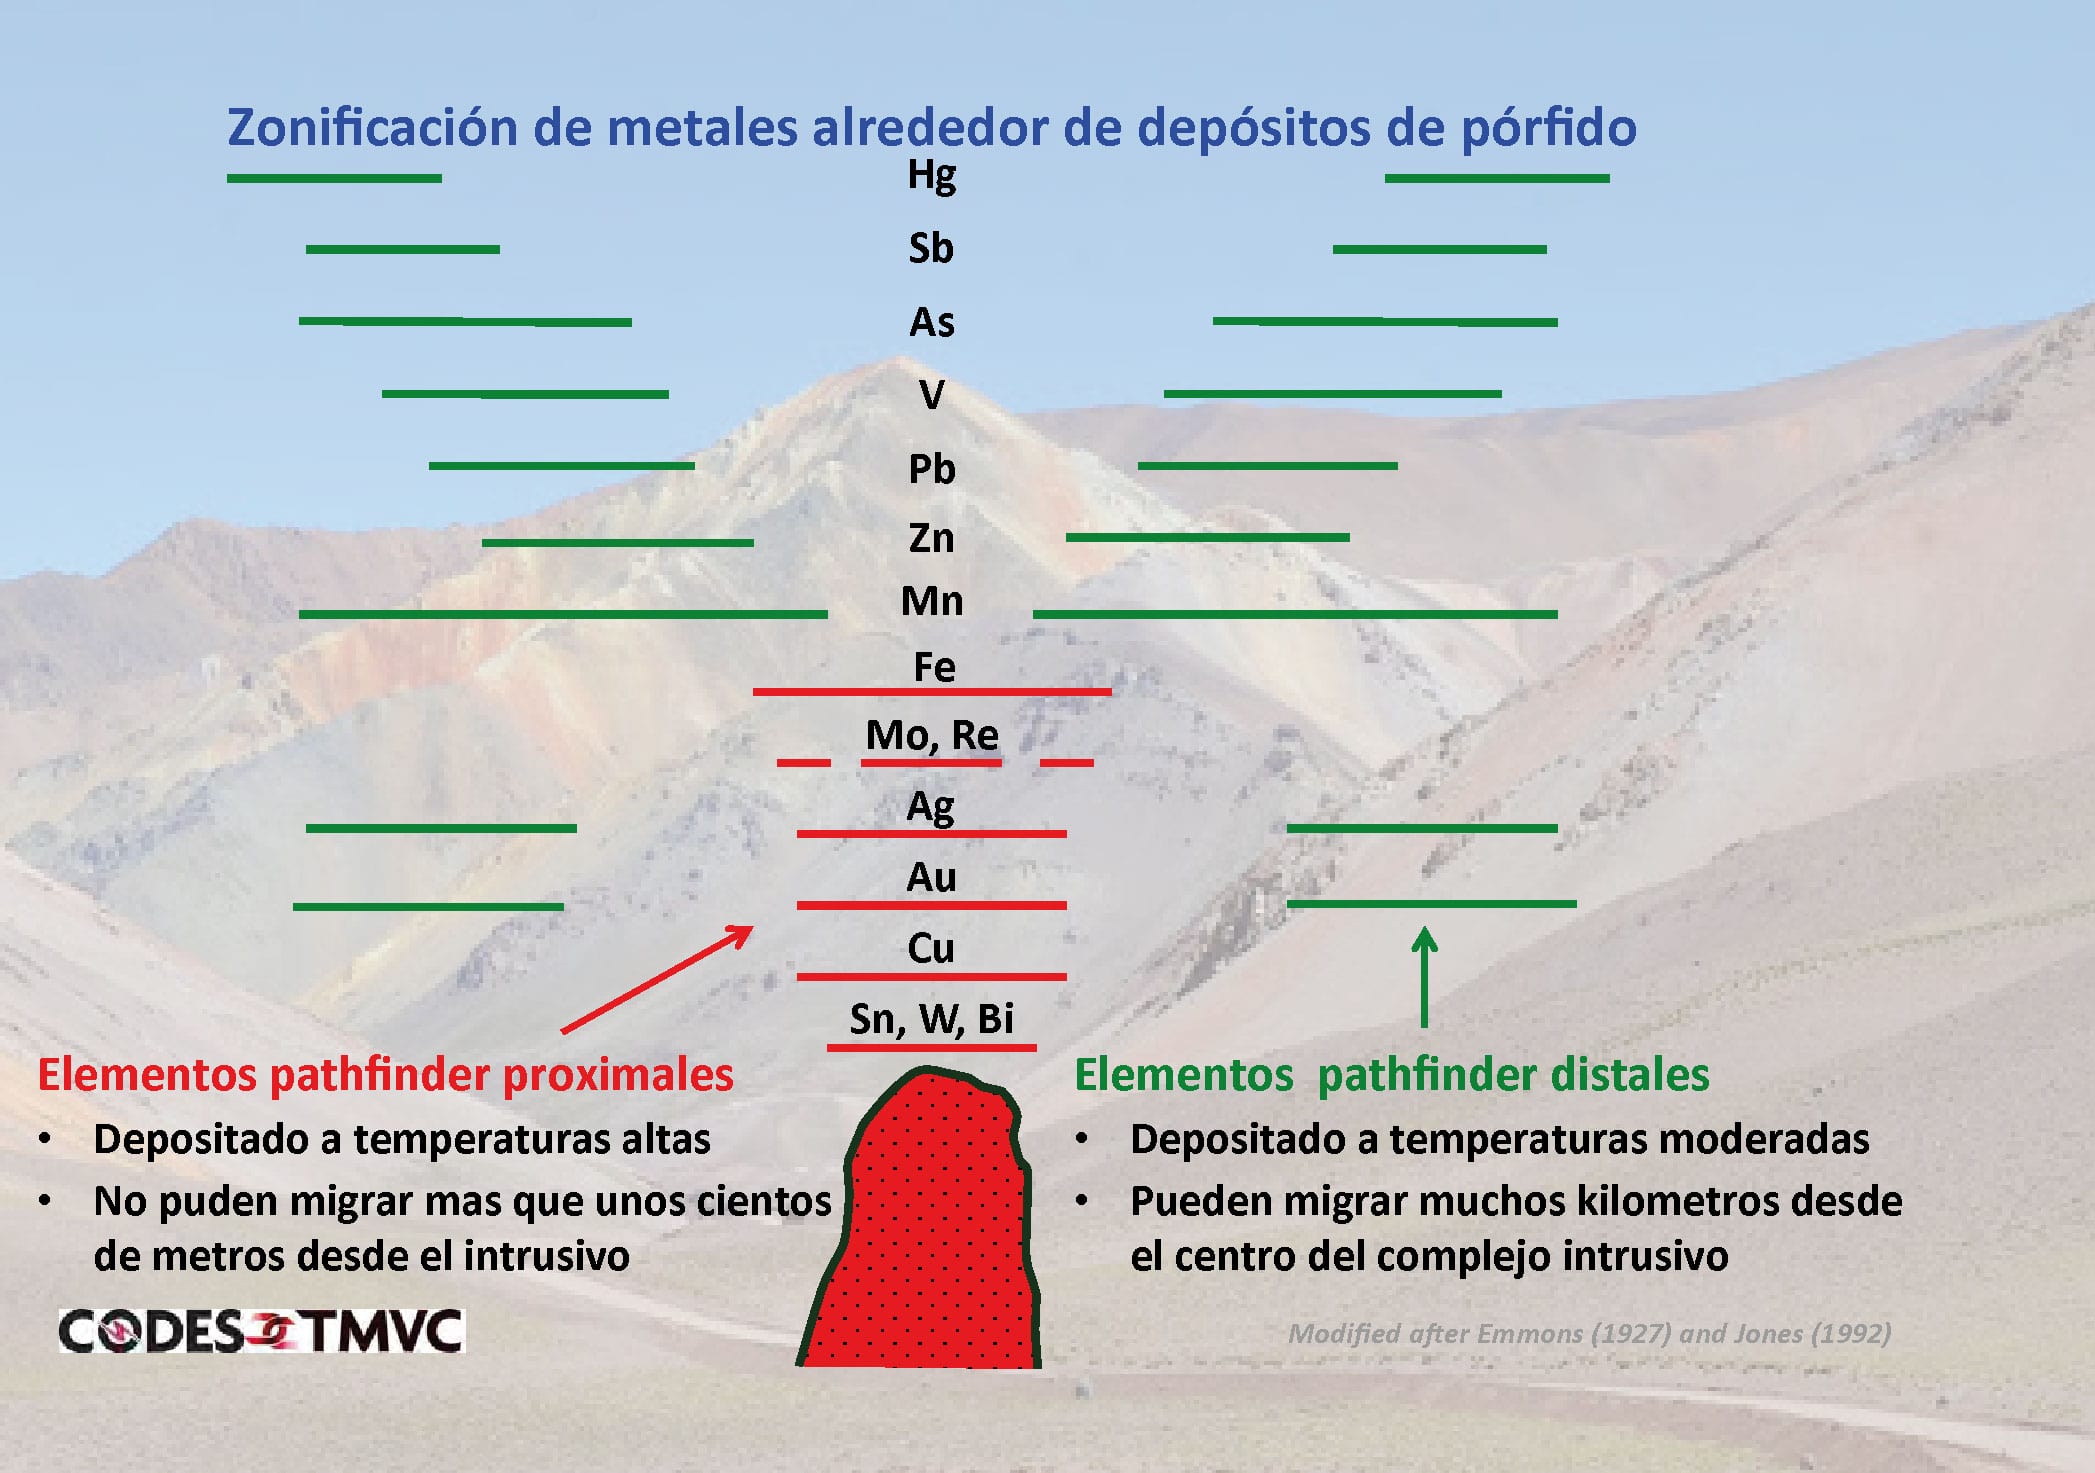 Zonificación de metales alrededor de depósitos de pórfido
Hg
Sb
As
V
Pb
Zn
Mn
Fe
Mo, Re
Ag
Au
Cu
Sn, W, Bi
Elementos pathfinder proximales
• Depositado a temperaturas altas
• No puden migrar mas que unos cientos
de metros desde el intrusivo
Elementos pathfinder distales
• Depositado a temperaturas moderadas
• Pueden migrar muchos kilometros desde
el centro del complejo intrusivo
CODES TMVC
Modified after Emmons (1927) and Jones (1992)